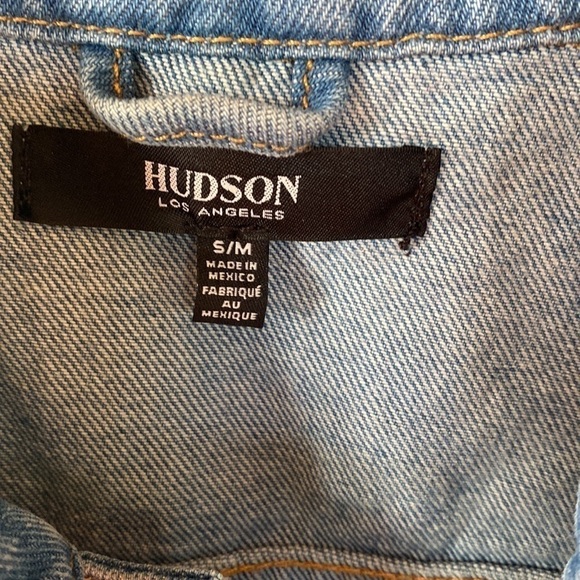 HUDSON
LOS ANGELES
S/M
MADE IN
MEXICO
FABRIQUÉ
AU
MEXIQUE